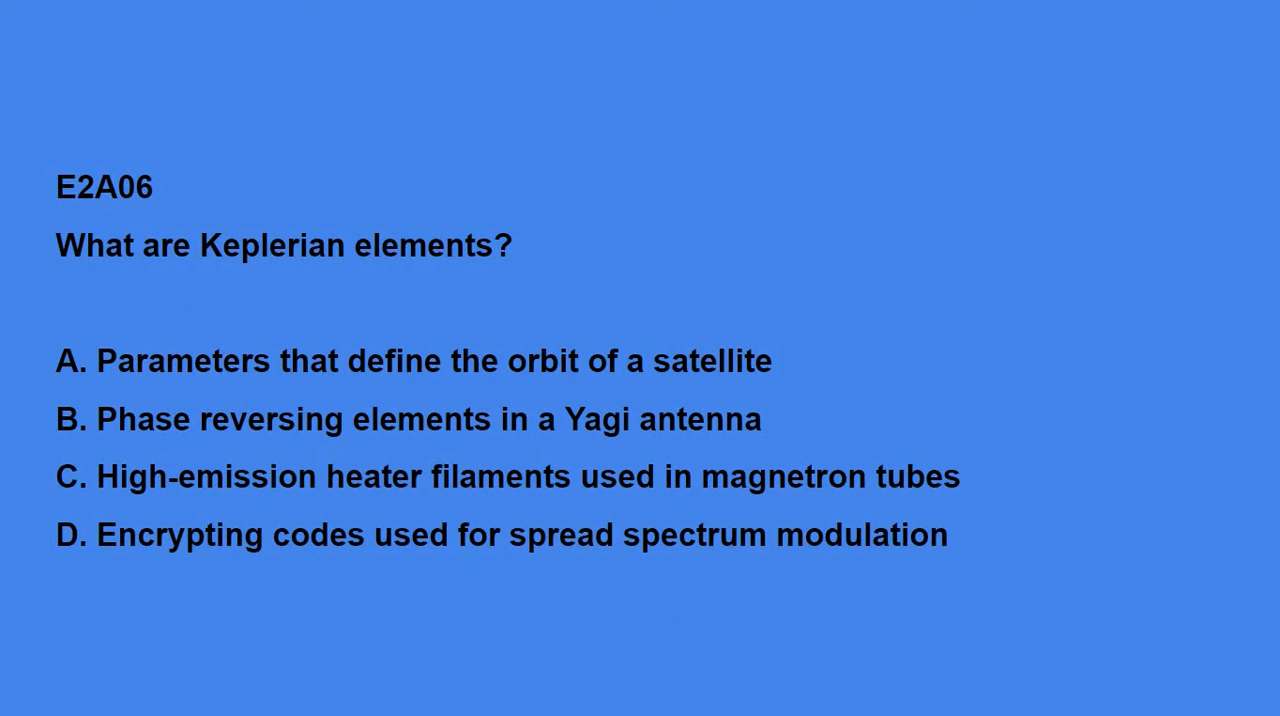 E2A06
What are Keplerian elements?
A. Parameters that define the orbit of a satellite
B. Phase reversing elements in a Yagi antenna
C. High-emission heater filaments used in magnetron tubes
D. Encrypting codes used for spread spectrum modulation